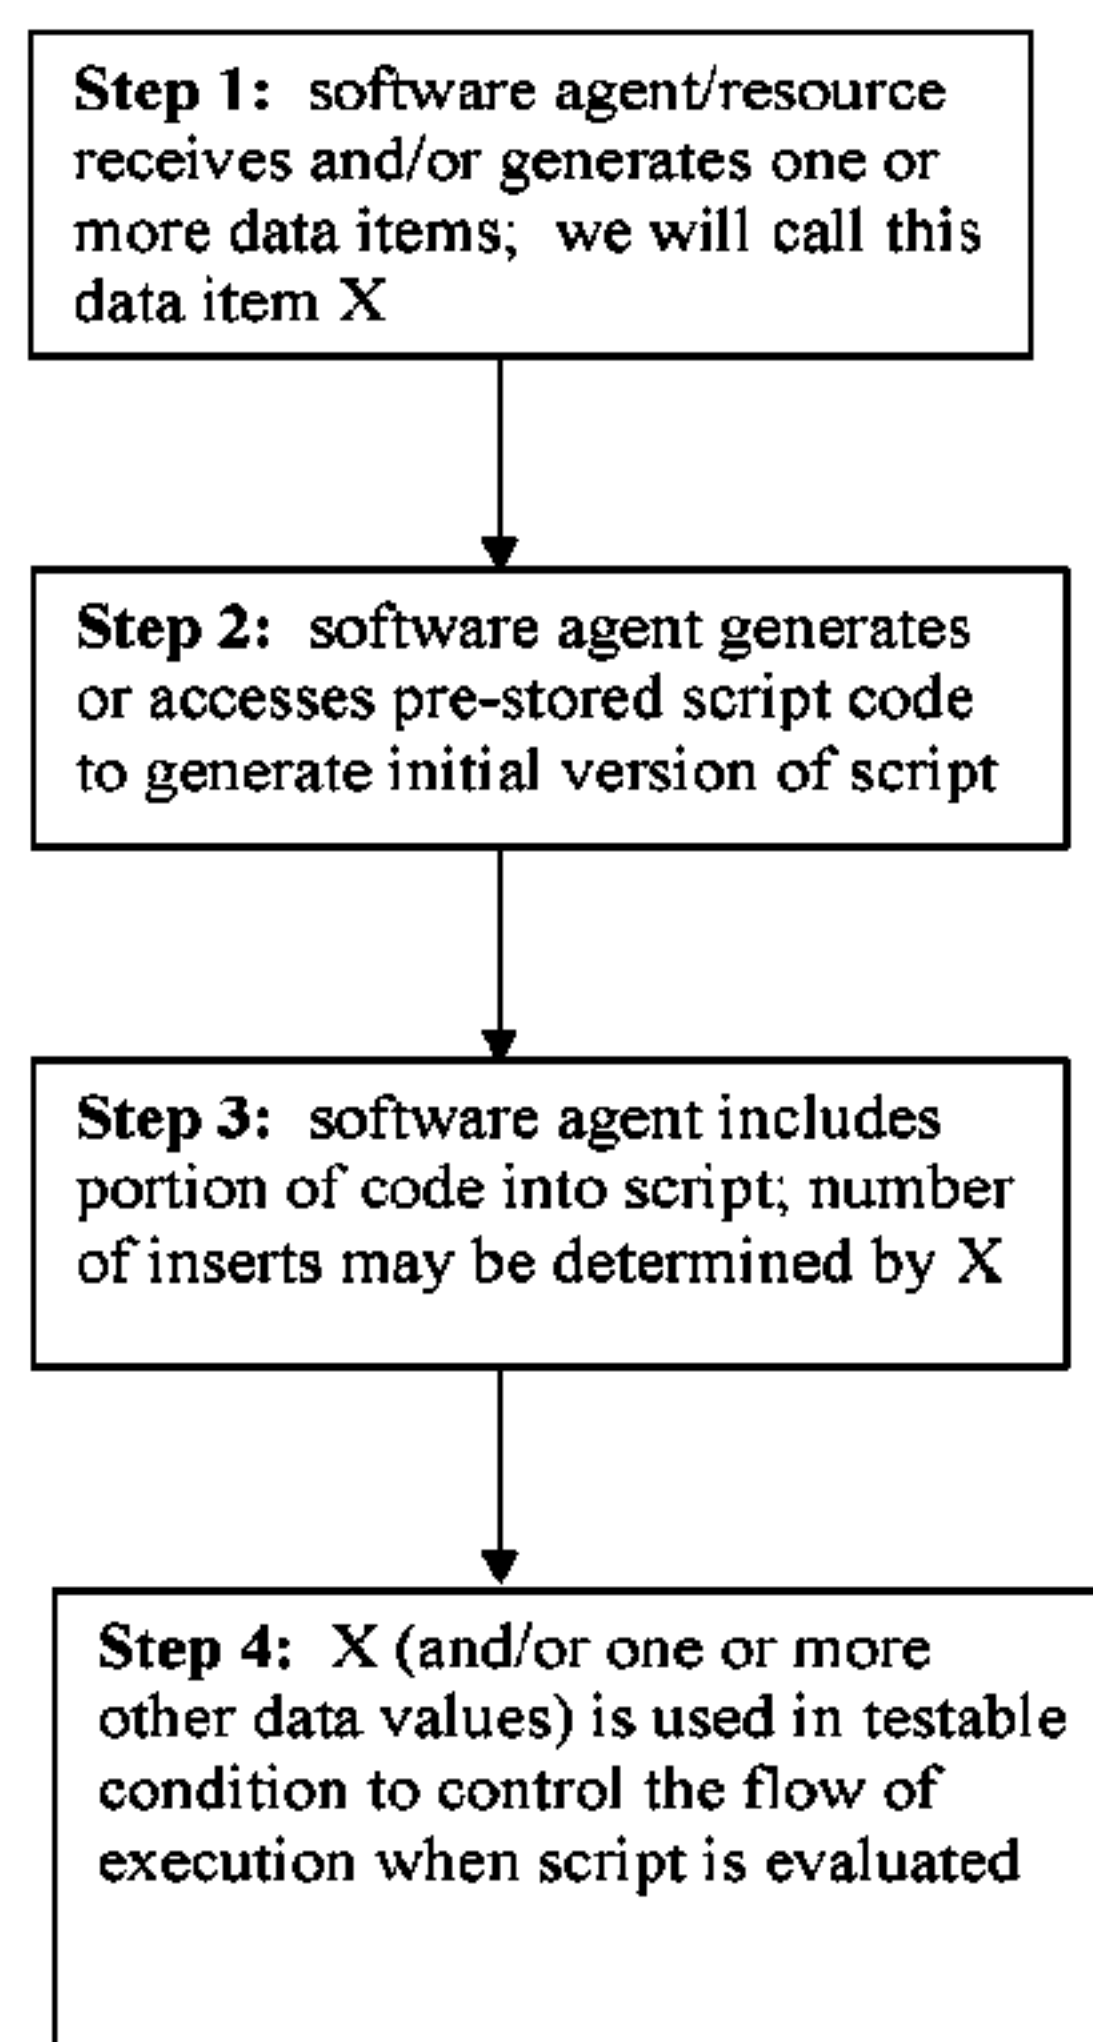 Step 1: software agent/resource
receives and/or generates one or
more data items; we will call this
data item X
Step 2: software agent generates
or accesses pre-stored script code
to generate initial version of script
Step 3: software agent includes
portion of code into script; number
of inserts may be determined by X
Step 4: X (and/or one or more
other data values) is used in testable
condition to control the flow of
execution when script is evaluated